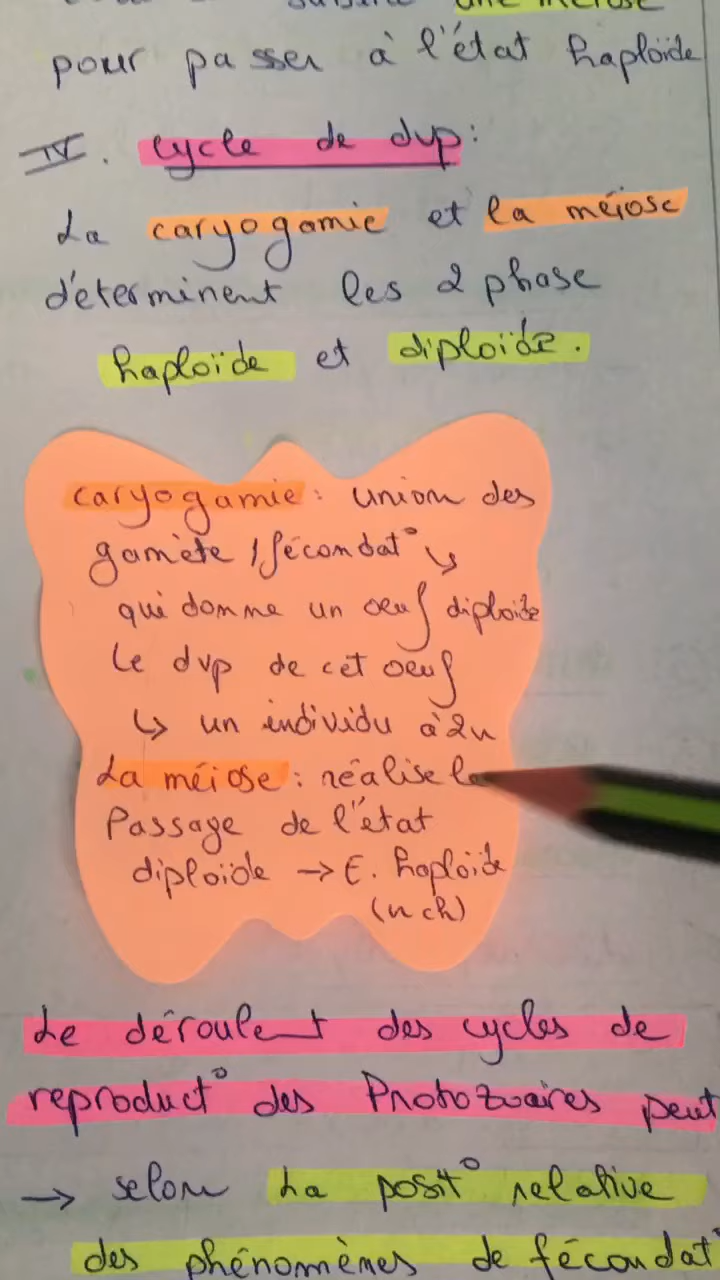 une méiose
pour passer à l'état haploïde
IV. Cycle de dvp:
La caryogamie et la méiose
déterminent les 2 phase
haploïde et diploïde.
caryogamie: union des
gamète / fécondat°
qui donne un oeuf diploïde
Le dvp de cet oeuf
↳ un individu à 2n
La méiose: réalise le
Passage de l'état
diploïde → E. haploïde
(n ch)
Le déroulent des cycles de
reproduct° des Protozoaires peut
→ selon La posit° relative
des phénomènes de fécondat°